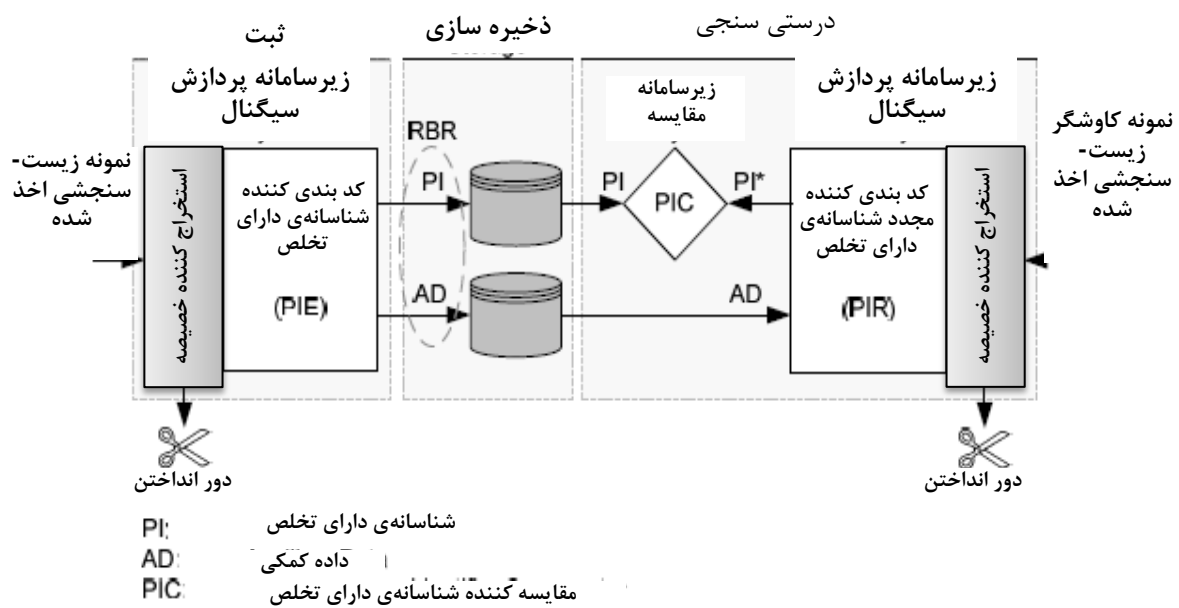 درستی سنجی
ذخیره سازی
ثبت
زیرسامانه پردازش
سیگنال
زیرسامانه
مقایسه
زیرسامانه پردازش
سیگنال
نمونه کاوشگر
زیست-
سنجشی اخذ
شده
نمونه زیست-
سنجشی اخذ
شده
استخراج کننده خصیصه
کد بندی کننده
شناسانه‌ی دارای
تخلص
(PIE)
RBR
PI
AD
PI
PIC
PI*
AD
کد بندی کننده
مجدد شناسانه‌ی
دارای تخلص
(PIR)
استخراج کننده خصیصه
دور انداختن
دور انداختن
PI: شناسانه‌ی دارای تخلص
AD: داده کمکی
PIC: مقایسه کننده شناسانه‌ی دارای تخلص